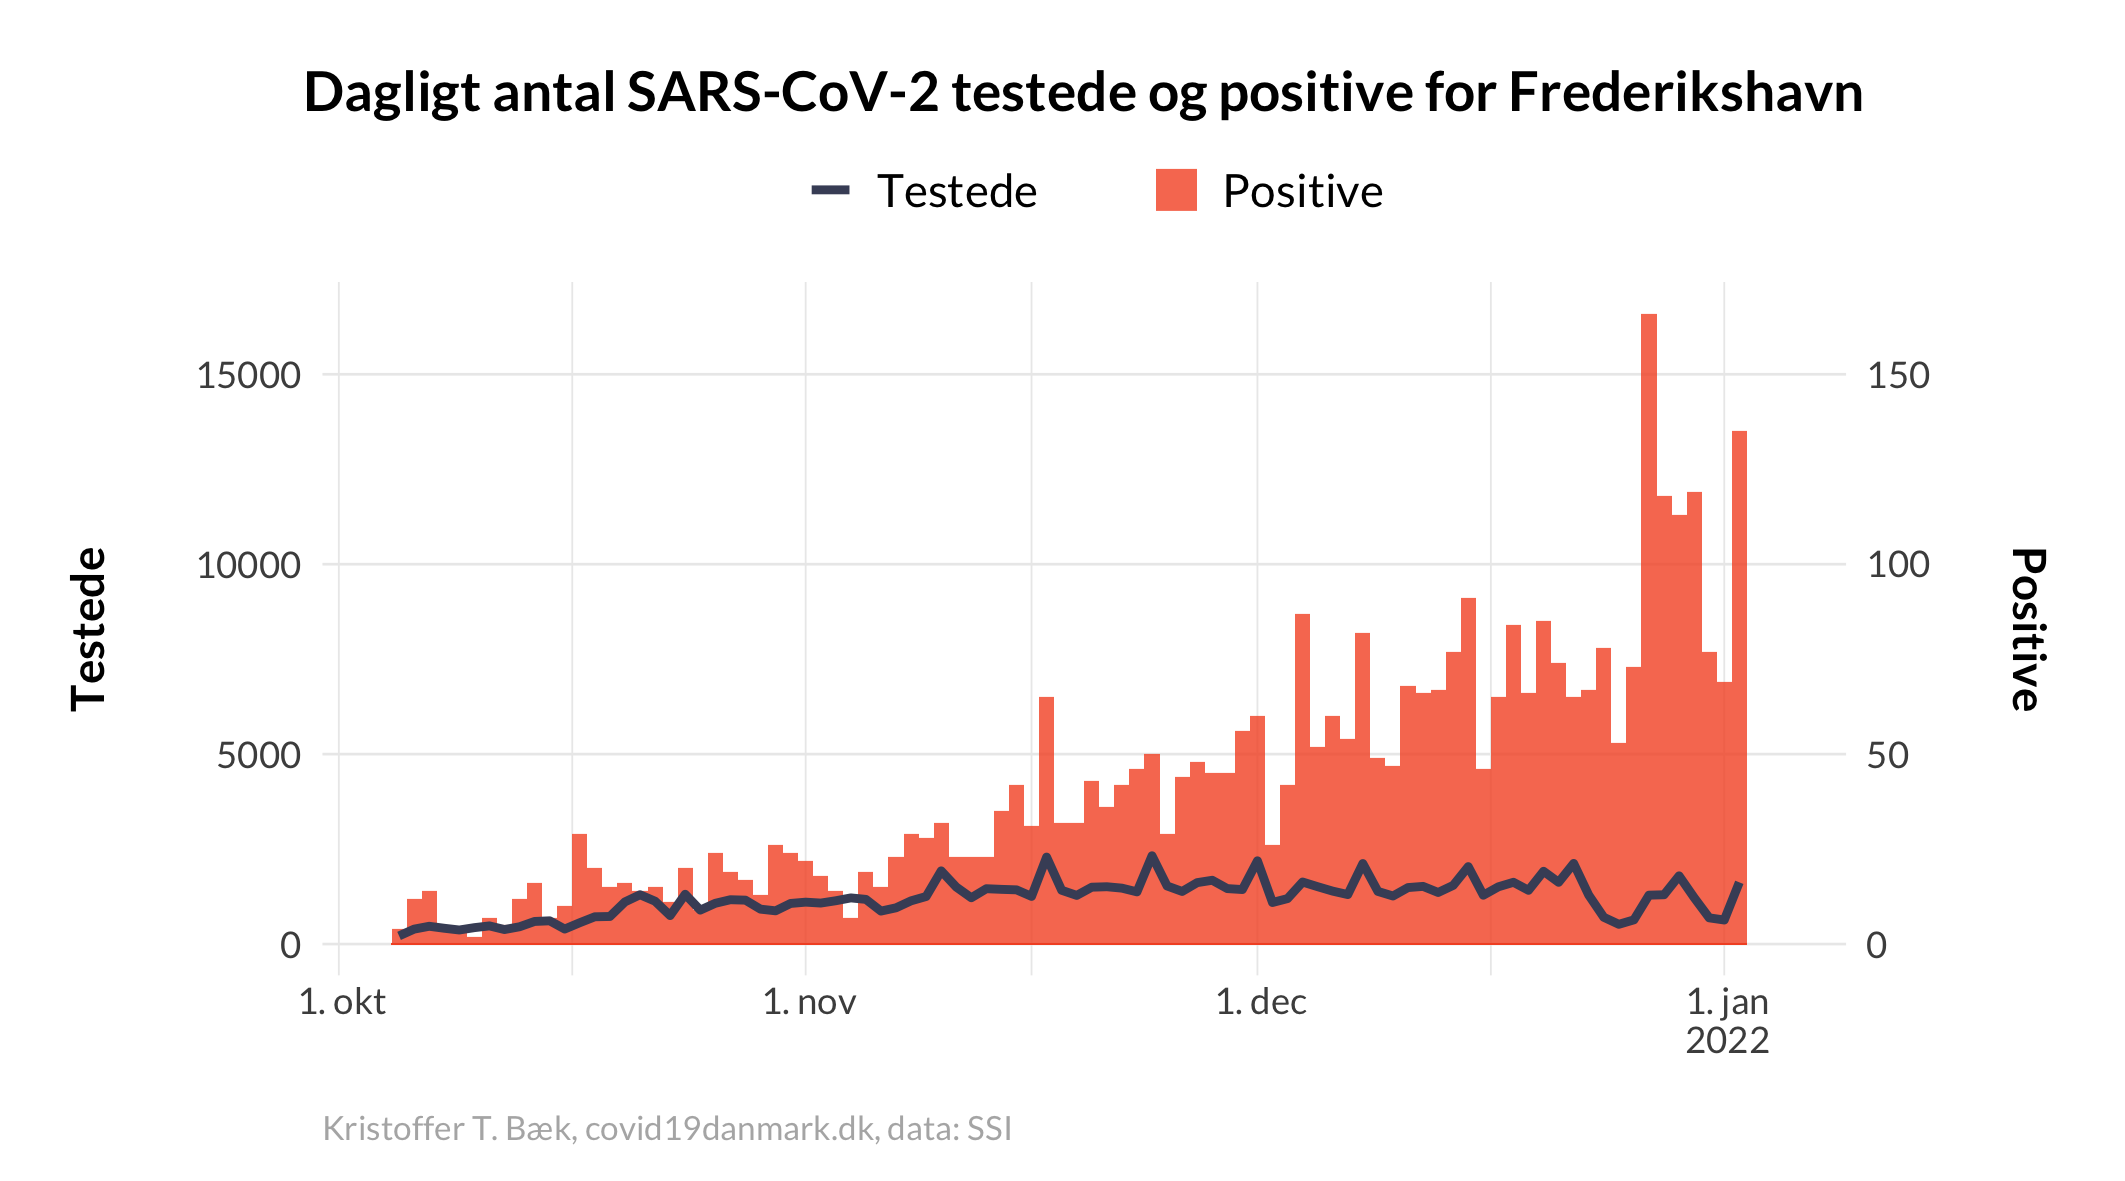 Dagligt antal SARS-CoV-2 testede og positive for Frederikshavn
Testede
Positive
15000
10000
5000
0
150
100
50
0
Testede
Positive
1. okt
1. nov
1. dec
1. jan
2022
Kristoffer T. Bæk, covid19danmark.dk, data: SSI